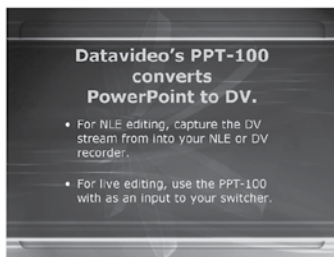 Datavideo's PPT-100
converts
PowerPoint to DV.
• For NLE editing, capture the DV
stream from into your NLE or DV
recorder.
• For live editing, use the PPT-100
with as an input to your switcher.